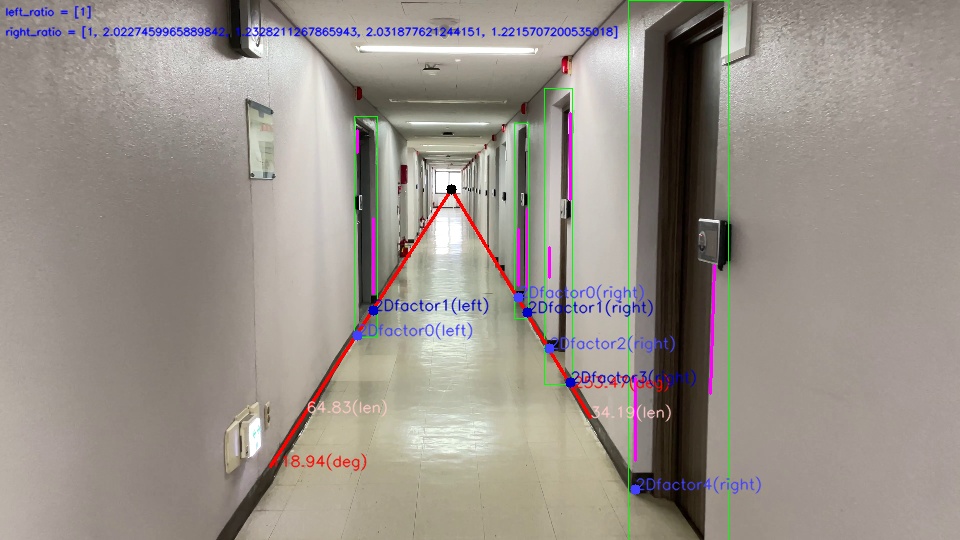 left_ratio = [1]
right_ratio = [1, 2.0227459965889842, 1.2328211267865943, 2.031877621244151, 1.2215707200535018]
2Dfactor0(right)
2Dfactor1(left)
2Dfactor1(right)
2Dfactor0(left)
2Dfactor2(right)
2Dfactor3(right)
64.83(len)
34.19(len)
18.94(deg)
2Dfactor4(right)